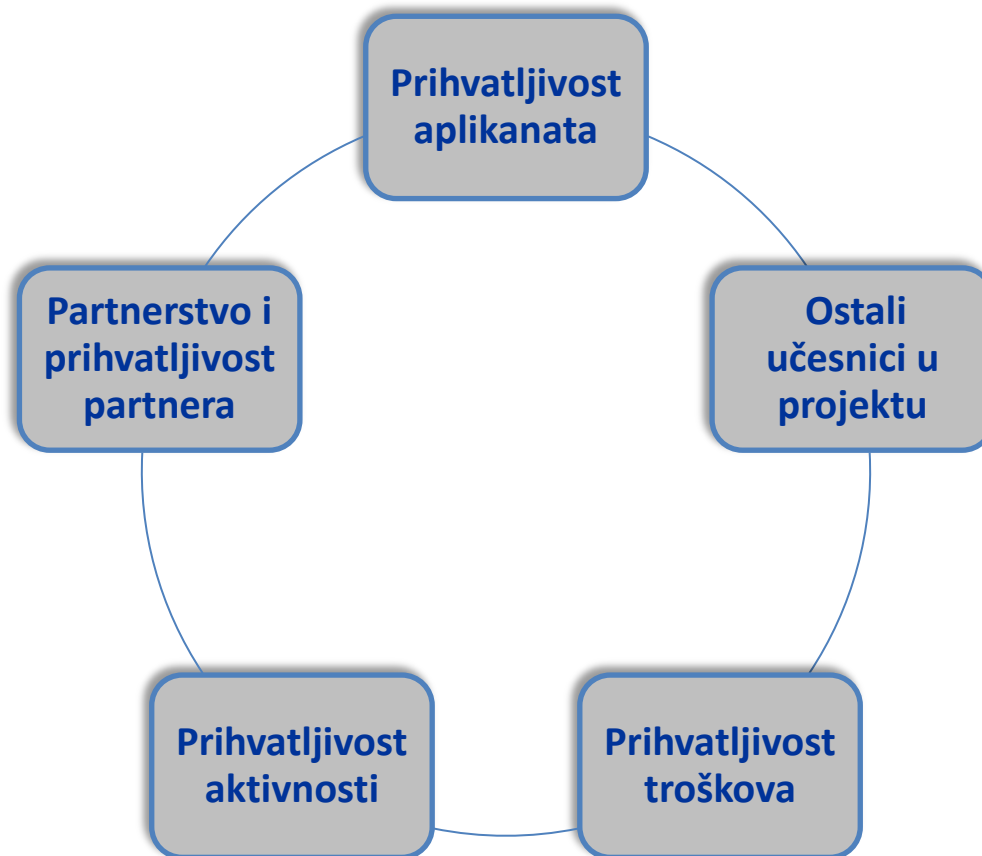 Prihvatljivost
aplikanata
Ostali
učesnici u
projektu
Prihvatljivost
troškova
Prihvatljivost
aktivnosti
Partnerstvo i
prihvatljivost
partnera